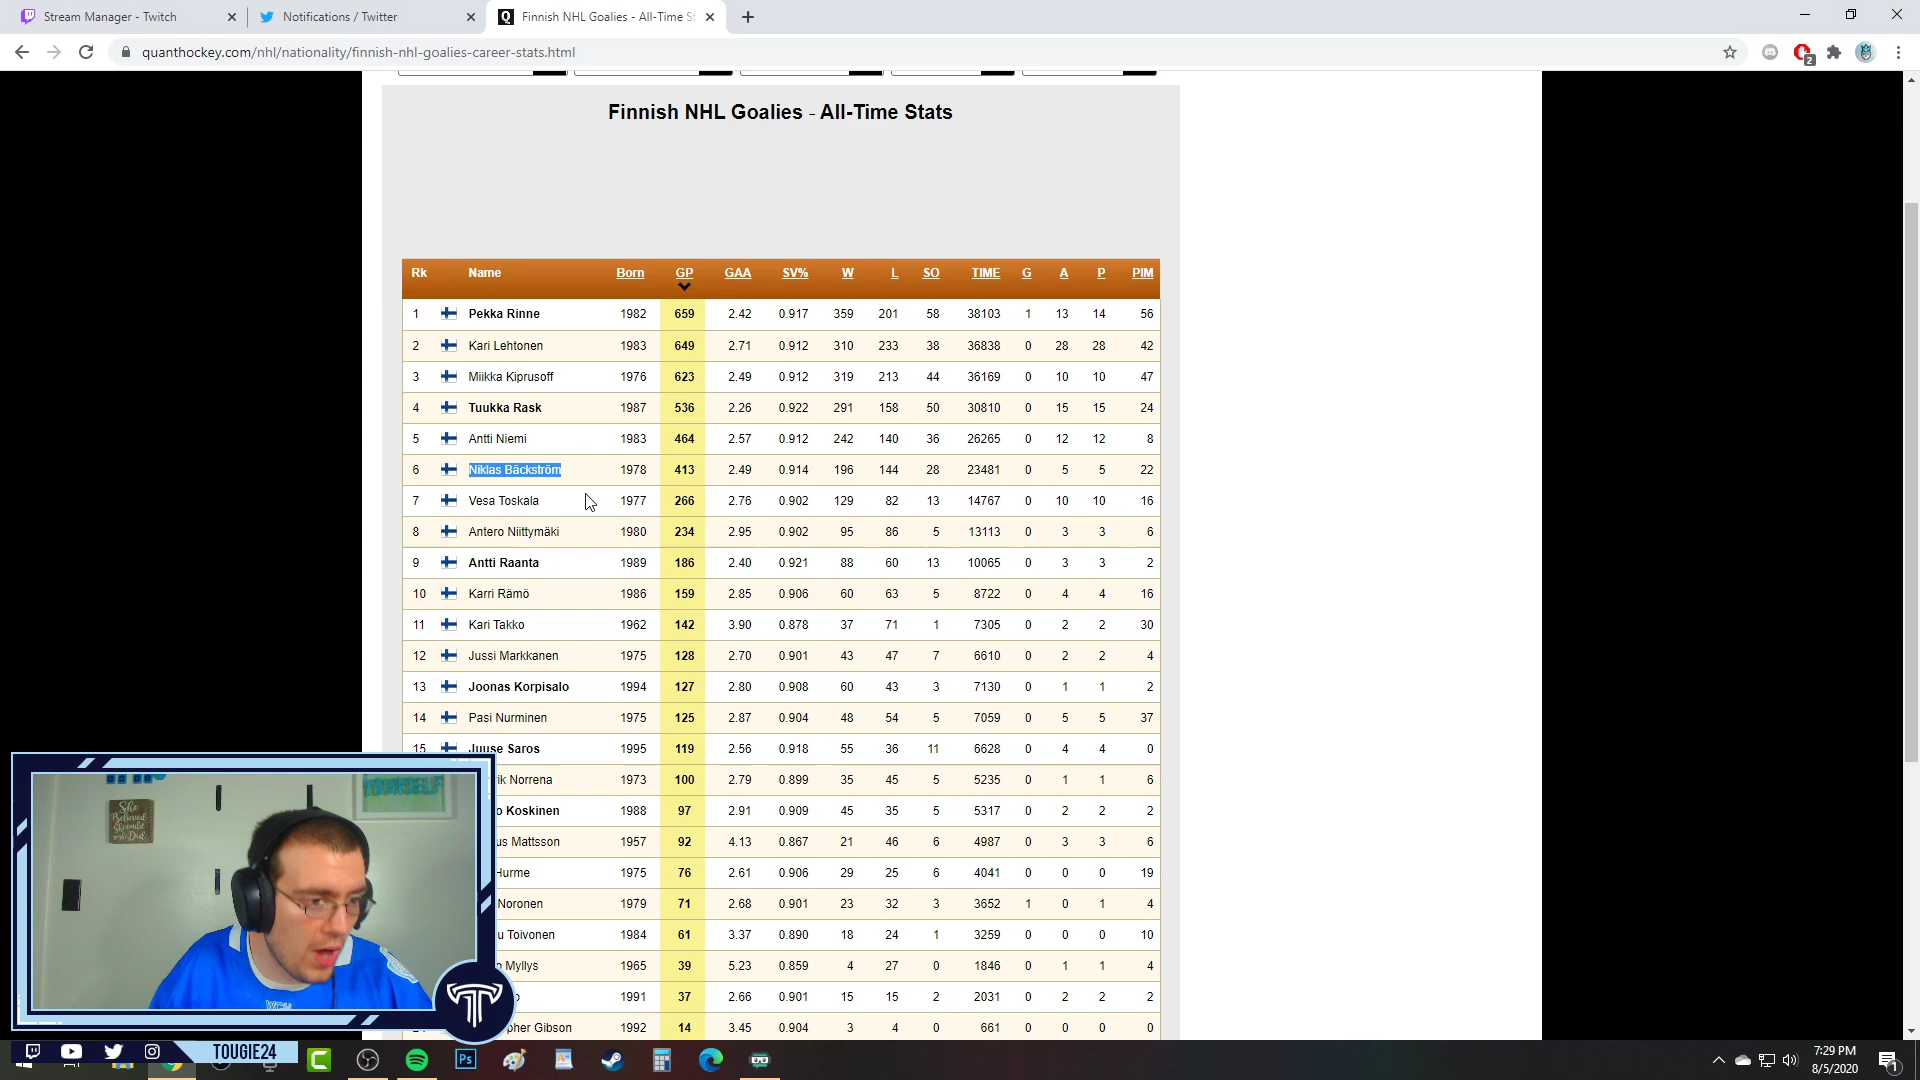 Stream Manager - Twitch
Notifications / Twitter
Finnish NHL Goalies - All-Time St
quanthockey.com/nhl/nationality/finnish-nhl-goalies-career-stats.html
2
Finnish NHL Goalies - All-Time Stats
Rk Name Born GP GAA SV% W L SO TIME G A P PIM
1 Pekka Rinne 1982 659 2.42 0.917 359 201 58 38103 1 13 14 56
2 Kari Lehtonen 1983 649 2.71 0.912 310 233 38 36838 0 28 28 42
3 Miikka Kiprusoff 1976 623 2.49 0.912 319 213 44 36169 0 10 10 47
4 Tuukka Rask 1987 536 2.26 0.922 291 158 50 30810 0 15 15 24
5 Antti Niemi 1983 464 2.57 0.912 242 140 36 26265 0 12 12 8
6 Niklas Bäckström 1978 413 2.49 0.914 196 144 28 23481 0 5 5 22
7 Vesa Toskala 1977 266 2.76 0.902 129 82 13 14767 0 10 10 16
8 Antero Niittymäki 1980 234 2.95 0.902 95 86 5 13113 0 3 3 6
9 Antti Raanta 1989 186 2.40 0.921 88 60 13 10065 0 3 3 2
10 Karri Rämö 1986 159 2.85 0.906 60 63 5 8722 0 4 4 16
11 Kari Takko 1962 142 3.90 0.878 37 71 1 7305 0 2 2 30
12 Jussi Markkanen 1975 128 2.70 0.901 43 47 7 6610 0 2 2 4
13 Joonas Korpisalo 1994 127 2.80 0.908 60 43 3 7130 0 1 1 2
14 Pasi Nurminen 1975 125 2.87 0.904 48 54 5 7059 0 5 5 37
15 Juuse Saros 1995 119 2.56 0.918 55 36 11 6628 0 4 4 0
ik Norrena 1973 100 2.79 0.899 35 45 5 5235 0 1 1 6
o Koskinen 1988 97 2.91 0.909 45 35 5 5317 0 2 2 2
us Mattsson 1957 92 4.13 0.867 21 46 6 4987 0 3 3 6
Hurme 1975 76 2.61 0.906 29 25 6 4041 0 0 0 19
Noronen 1979 71 2.68 0.901 23 32 3 3652 1 0 1 4
u Toivonen 1984 61 3.37 0.890 18 24 1 3259 0 0 0 10
o Myllys 1965 39 5.23 0.859 4 27 0 1846 0 1 1 4
o 1991 37 2.66 0.901 15 15 2 2031 0 2 2 2
pher Gibson 1992 14 3.45 0.904 3 4 0 661 0 0 0 0
She
Believed
She could
so she Did
YOURSELF
TOUGIE24
Ps
7:29 PM
8/5/2020
1